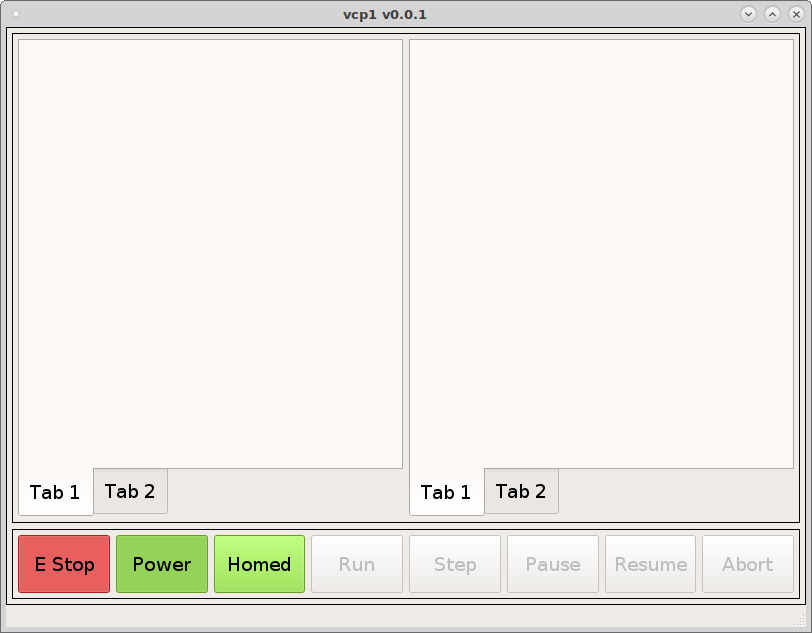 vcp1 v0.0.1
Tab 1 Tab 2 Tab 1 Tab 2
E Stop Power Homed Run Step Pause Resume Abort